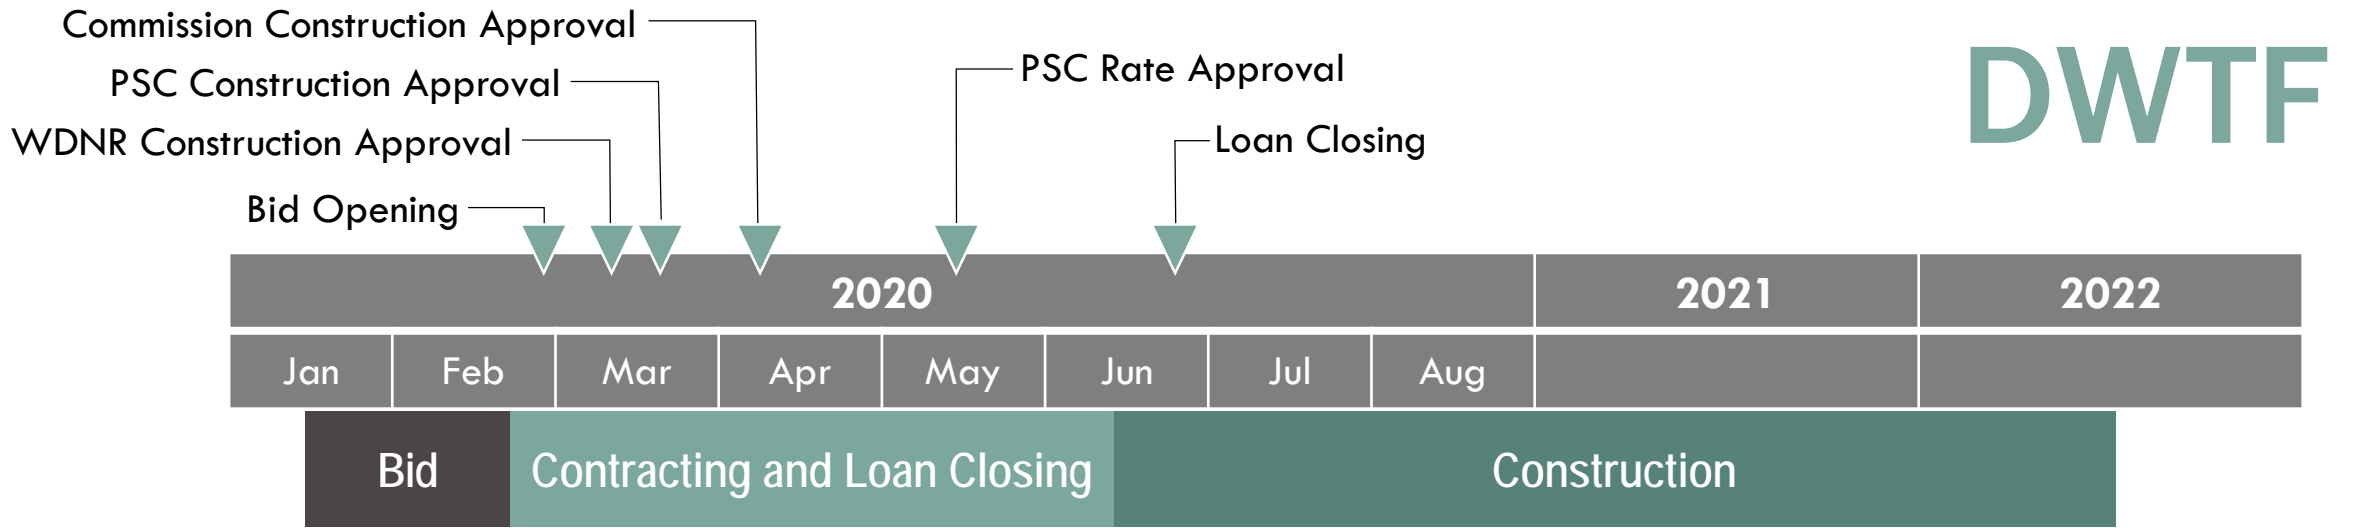 Commission Construction Approval
PSC Construction Approval
WDNR Construction Approval
Bid Opening
PSC Rate Approval
Loan Closing
DWTF
2020 2021 2022
Jan Feb Mar Apr May Jun Jul Aug
Bid Contracting and Loan Closing Construction